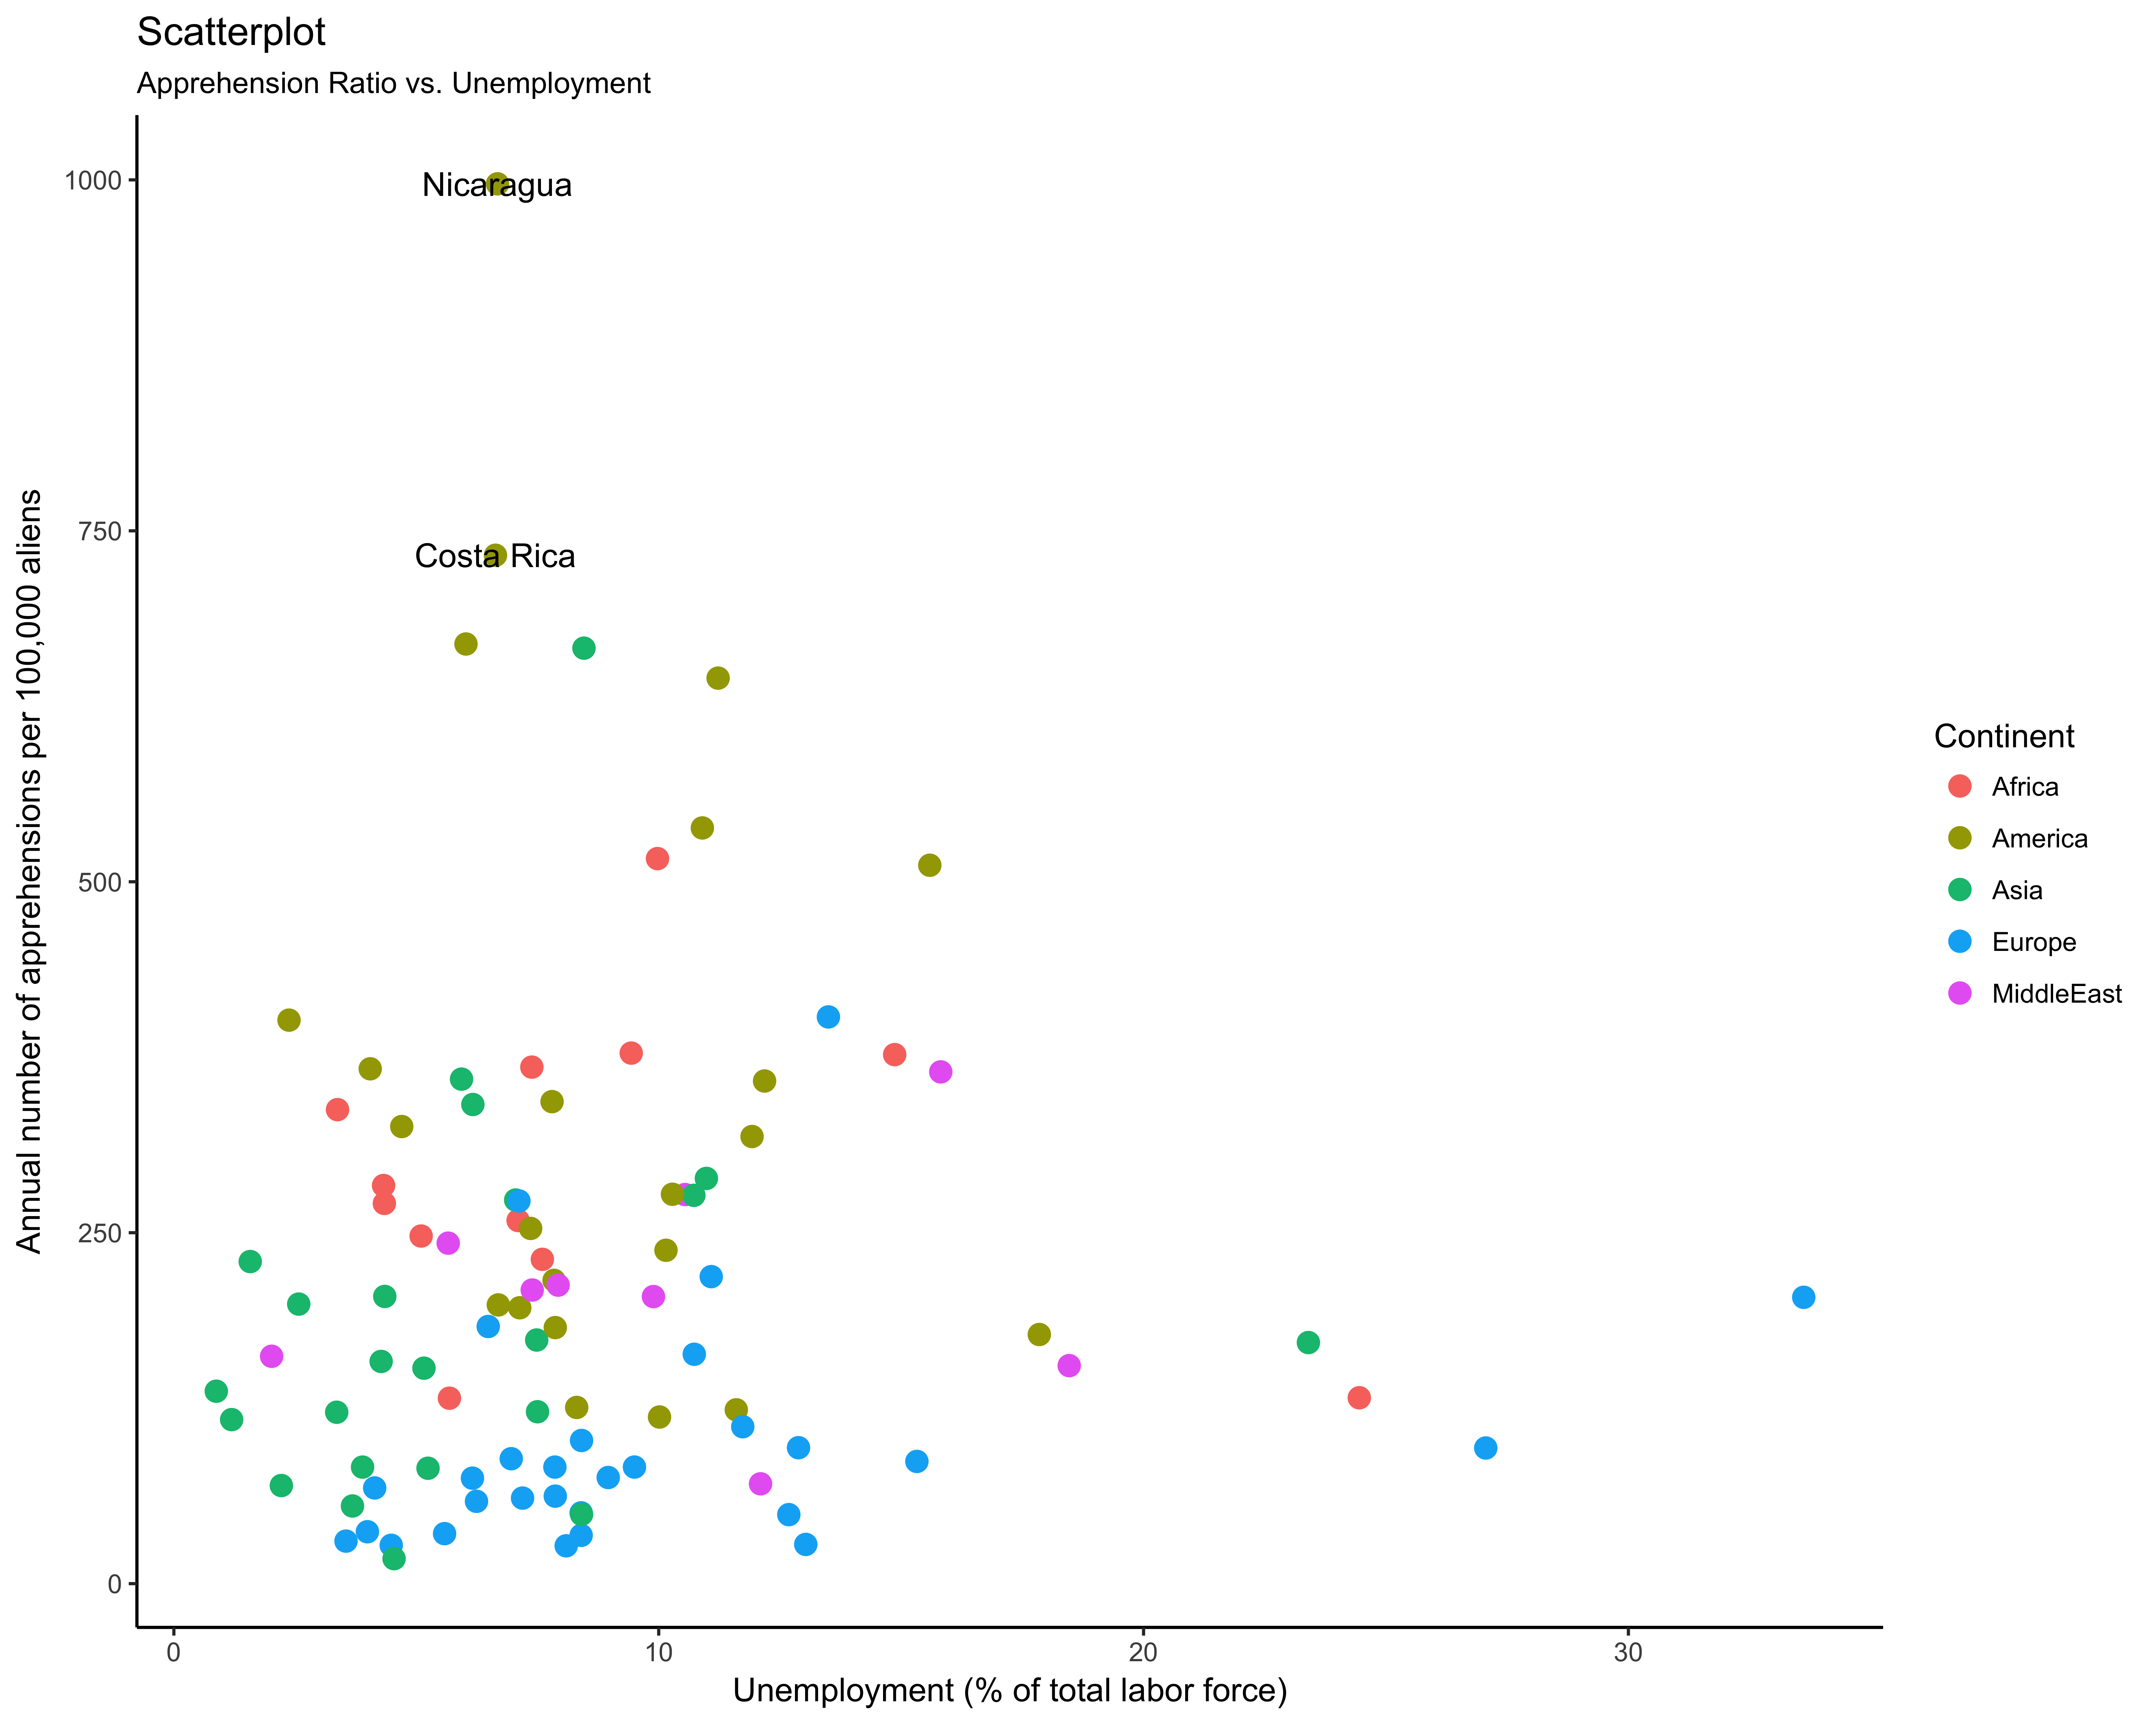 Scatterplot
Apprehension Ratio vs. Unemployment
Annual number of apprehensions per 100,000 aliens
1000
750
500
250
0
Nicaragua
Costa Rica
0 10 20 30
Unemployment (% of total labor force)
Continent
Africa
America
Asia
Europe
MiddleEast